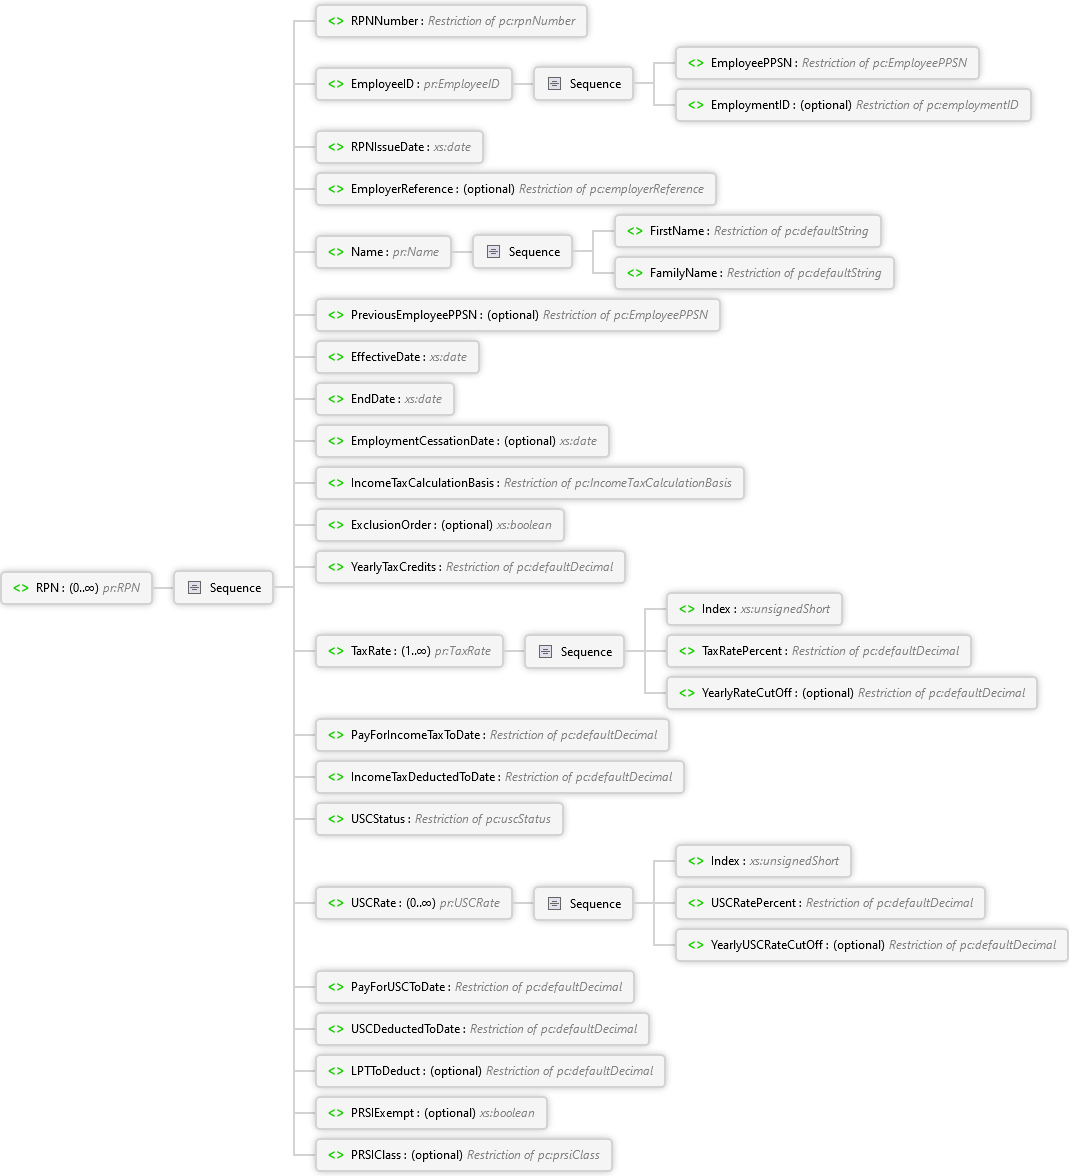 <> RPNNumber : Restriction of pc:rpnNumber
<> EmployeeID : pr:EmployeeID
Sequence
<> EmployeePPSN : Restriction of pc:EmployeePPSN
<> EmploymentID : (optional) Restriction of pc:employmentID
<> RPNIssueDate : xs:date
<> EmployerReference : (optional) Restriction of pc:employerReference
<> Name : pr:Name
Sequence
<> FirstName : Restriction of pc:defaultString
<> FamilyName : Restriction of pc:defaultString
<> PreviousEmployeePPSN : (optional) Restriction of pc:EmployeePPSN
<> EffectiveDate : xs:date
<> EndDate : xs:date
<> EmploymentCessationDate : (optional) xs:date
<> IncomeTaxCalculationBasis : Restriction of pc:IncomeTaxCalculationBasis
<> ExclusionOrder : (optional) xs:boolean
<> YearlyTaxCredits : Restriction of pc:defaultDecimal
<> RPN : (0..∞) pr:RPN
Sequence
<> TaxRate : (1..∞) pr:TaxRate
Sequence
<> Index : xs:unsignedShort
<> TaxRatePercent : Restriction of pc:defaultDecimal
<> YearlyRateCutOff : (optional) Restriction of pc:defaultDecimal
<> PayForIncomeTaxToDate : Restriction of pc:defaultDecimal
<> IncomeTaxDeductedToDate : Restriction of pc:defaultDecimal
<> USCStatus : Restriction of pc:uscStatus
<> USCRate : (0..∞) pr:USCRate
Sequence
<> Index : xs:unsignedShort
<> USCRatePercent : Restriction of pc:defaultDecimal
<> YearlyUSCRateCutOff : (optional) Restriction of pc:defaultDecimal
<> PayForUSCToDate : Restriction of pc:defaultDecimal
<> USCDeductedToDate : Restriction of pc:defaultDecimal
<> LPTToDeduct : (optional) Restriction of pc:defaultDecimal
<> PRSIExempt : (optional) xs:boolean
<> PRSIClass : (optional) Restriction of pc:prsiClass